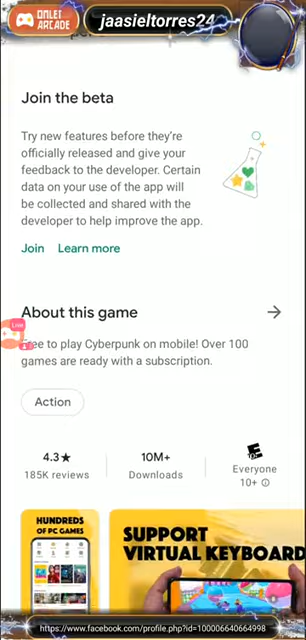 OMLET
ARCADE
jaasieltorres24
Join the beta
Try new features before they're
officially released and give your
feedback to the developer. Certain
data on your use of the app will
be collected and shared with the
developer to help improve the app.
Join Learn more
About this game
Live
Free to play Cyberpunk on mobile! Over 100
games are ready with a subscription.
Action
4.3★ 10M+ E
185K reviews Downloads Everyone
10+
HUNDREDS
OF PC GAMES
SUPPORT
VIRTUAL KEYBOARD
https://www.facebook.com/profile.php?id=100006640664998